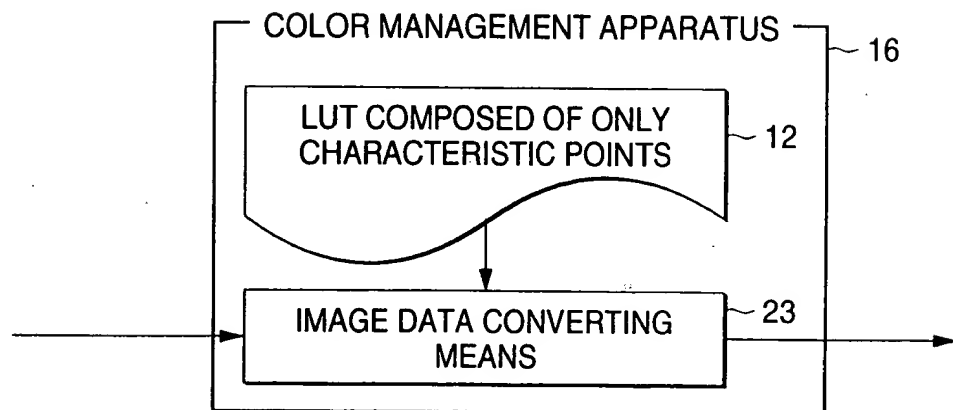 COLOR MANAGEMENT APPARATUS
16
LUT COMPOSED OF ONLY
CHARACTERISTIC POINTS
12
IMAGE DATA CONVERTING
MEANS
23